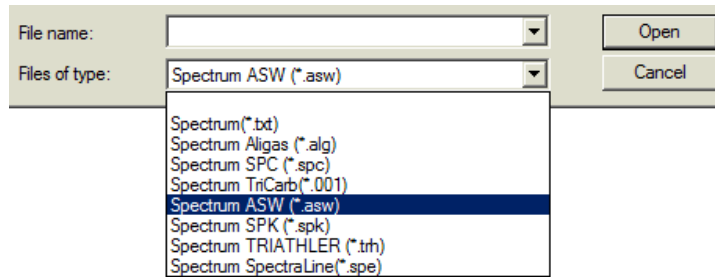 File name:
Open
Files of type:
Spectrum ASW (*.asw)
Cancel
Spectrum(*.txt)
Spectrum Aligas (*.alg)
Spectrum SPC (*.spc)
Spectrum TriCarb(*.001)
Spectrum ASW (*.asw)
Spectrum SPK (*.spk)
Spectrum TRIATHLER (*.trh)
Spectrum SpectraLine(*.spe)